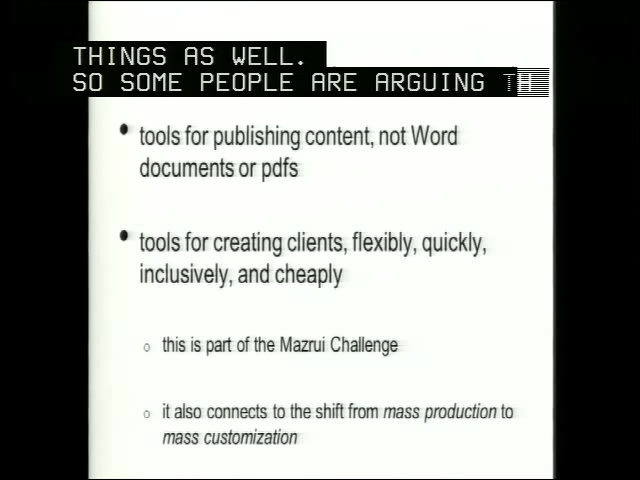 THINGS AS WELL.
SO SOME PEOPLE ARE ARGUING
• tools for publishing content, not Word
documents or pdfs
• tools for creating clients, flexibly, quickly,
inclusively, and cheaply
o this is part of the Mazrui Challenge
o it also connects to the shift from mass production to
mass customization